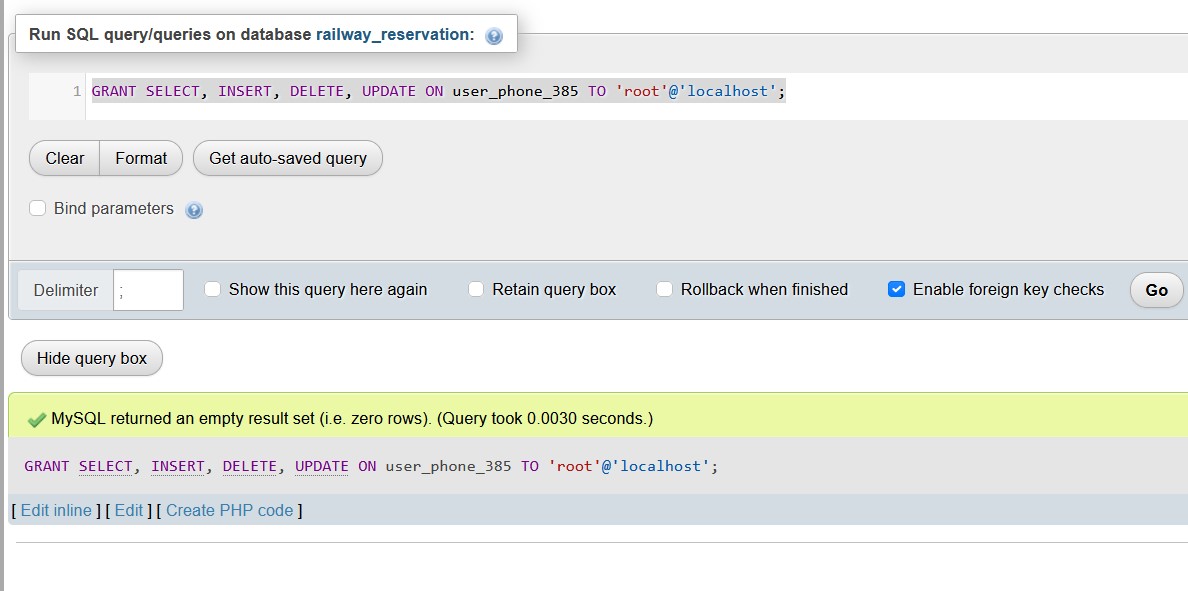 Run SQL query/queries on database railway_reservation:
1 GRANT SELECT, INSERT, DELETE, UPDATE ON user_phone_385 TO 'root'@'localhost';
Clear Format Get auto-saved query
Bind parameters
Delimiter ; Show this query here again Retain query box Rollback when finished Enable foreign key checks Go
Hide query box
MySQL returned an empty result set (i.e. zero rows). (Query took 0.0030 seconds.)
GRANT SELECT, INSERT, DELETE, UPDATE ON user_phone_385 TO 'root'@'localhost';
[ Edit inline ] [ Edit ] [ Create PHP code ]